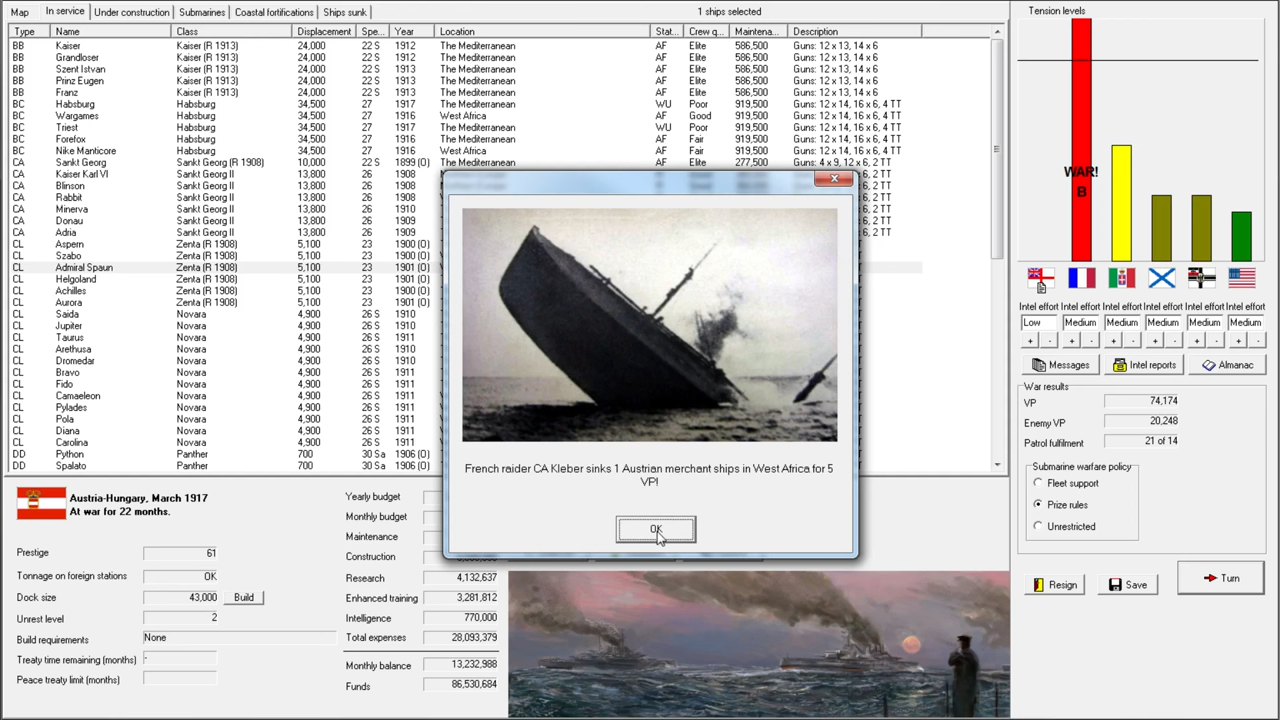 Map In service Under construction Submarines Coastal fortifications Ships sunk 1 ships selected
Type Name Class Displacement Spe... Year Location Stat... Crew q... Maintena... Description
BB Kaiser Kaiser (R 1913) 24,000 22 S 1912 The Mediterranean AF Elite 586,500 Guns: 12 x 13, 14 x 6
BB Grandloser Kaiser (R 1913) 24,000 22 S 1912 The Mediterranean AF Elite 586,500 Guns: 12 x 13, 14 x 6
BB Szent Istvan Kaiser (R 1913) 24,000 22 S 1913 The Mediterranean AF Elite 586,500 Guns: 12 x 13, 14 x 6
BB Prinz Eugen Kaiser (R 1913) 24,000 22 S 1913 The Mediterranean AF Elite 586,500 Guns: 12 x 13, 14 x 6
BB Franz Kaiser (R 1913) 24,000 22 S 1913 The Mediterranean AF Elite 586,500 Guns: 12 x 13, 14 x 6
BC Habsburg Habsburg 34,500 27 1917 The Mediterranean WU Poor 919,500 Guns: 12 x 14, 16 x 6, 4 TT
BC Wargames Habsburg 34,500 27 1916 West Africa AF Good 919,500 Guns: 12 x 14, 16 x 6, 4 TT
BC Triest Habsburg 34,500 27 1917 The Mediterranean WU Poor 919,500 Guns: 12 x 14, 16 x 6, 4 TT
BC Forefox Habsburg 34,500 27 1916 The Mediterranean AF Fair 919,500 Guns: 12 x 14, 16 x 6, 4 TT
BC Nike Manticore Habsburg 34,500 27 1916 West Africa AF Fair 919,500 Guns: 12 x 14, 16 x 6, 4 TT
CA Sankt Georg Sankt Georg (R 1908) 10,000 22 S 1899 (O) The Mediterranean AF Elite 277,500 Guns: 4 x 9, 12 x 6, 2 TT
CA Kaiser Karl VI Sankt Georg II 13,800 26 1908
CA Blinson Sankt Georg II 13,800 26 1908
CA Rabbit Sankt Georg II 13,800 26 1908
CA Minerva Sankt Georg II 13,800 26 1908
CA Donau Sankt Georg II 13,800 26 1909
CA Adria Sankt Georg II 13,800 26 1909
CL Aspern Zenta (R 1908) 5,100 23 1900 (O)
CL Szabo Zenta (R 1908) 5,100 23 1900 (O)
CL Admiral Spaun Zenta (R 1908) 5,100 23 1901 (O)
CL Helgoland Zenta (R 1908) 5,100 23 1901 (O)
CL Achilles Zenta (R 1908) 5,100 23 1900 (O)
CL Aurora Zenta (R 1908) 5,100 23 1901 (O)
CL Saida Novara 4,900 26 S 1910
CL Jupiter Novara 4,900 26 S 1910
CL Taurus Novara 4,900 26 S 1911
CL Arethusa Novara 4,900 26 S 1910
CL Dromedar Novara 4,900 26 S 1910
CL Bravo Novara 4,900 26 S 1911
CL Fido Novara 4,900 26 S 1911
CL Camaeleon Novara 4,900 26 S 1911
CL Pylades Novara 4,900 26 S 1911
CL Pola Novara 4,900 26 S 1911
CL Diana Novara 4,900 26 S 1911
CL Carolina Novara 4,900 26 S 1911
DD Python Panther 700 30 Sa 1906 (O)
DD Spalato Panther 700 30 Sa 1906 (O)
French raider CA Kleber sinks 1 Austrian merchant ships in West Africa for 5
VP!
OK
Austria-Hungary, March 1917
At war for 22 months.
Prestige 61
Tonnage on foreign stations OK
Dock size 43,000 Build
Unrest level 2
Build requirements None
Treaty time remaining (months) -
Peace treaty limit (months)
Yearly budget
Monthly budget
Maintenance
Construction
Research 4,132,637
Enhanced training 3,281,812
Intelligence 770,000
Total expenses 28,093,379
Monthly balance 13,232,988
Funds 86,530,684
Tension levels
WAR!
B
Intel effort Intel effort Intel effort Intel effort Intel effort Intel effort
Low Medium Medium Medium Medium Medium
+ - + - + - + - + - + -
Messages Intel reports Almanac
War results
VP 74,174
Enemy VP 20,248
Patrol fulfilment 21 of 14
Submarine warfare policy
Fleet support
Prize rules
Unrestricted
Resign Save Turn